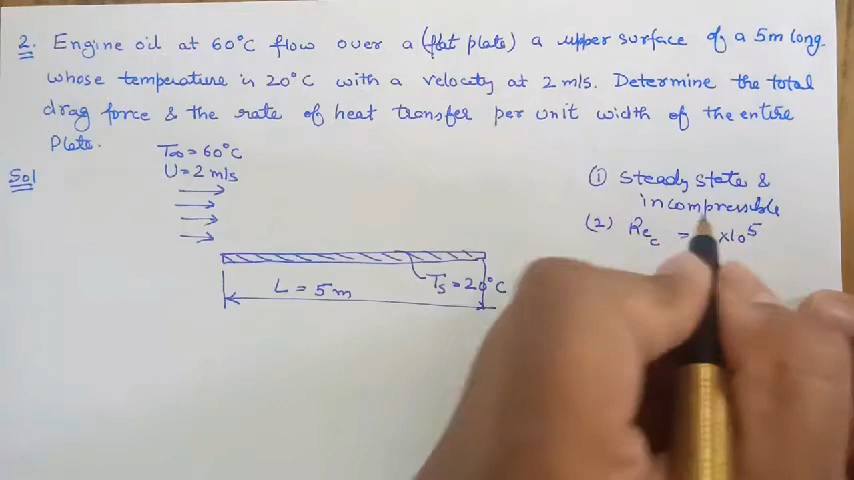 2. Engine oil at 60°C flow over a (flat plate) a upper surface of a 5m long
whose temperature is 20°C with a velocity at 2 m/s. Determine the total
drag force & the rate of heat transfer per unit width of the entire
Plate.
Sol
T∞ = 60°C
U = 2 m/s
(1) Steady state &
incompressible
(2) Re_c = ×10^5
L = 5 m
Ts = 20°C